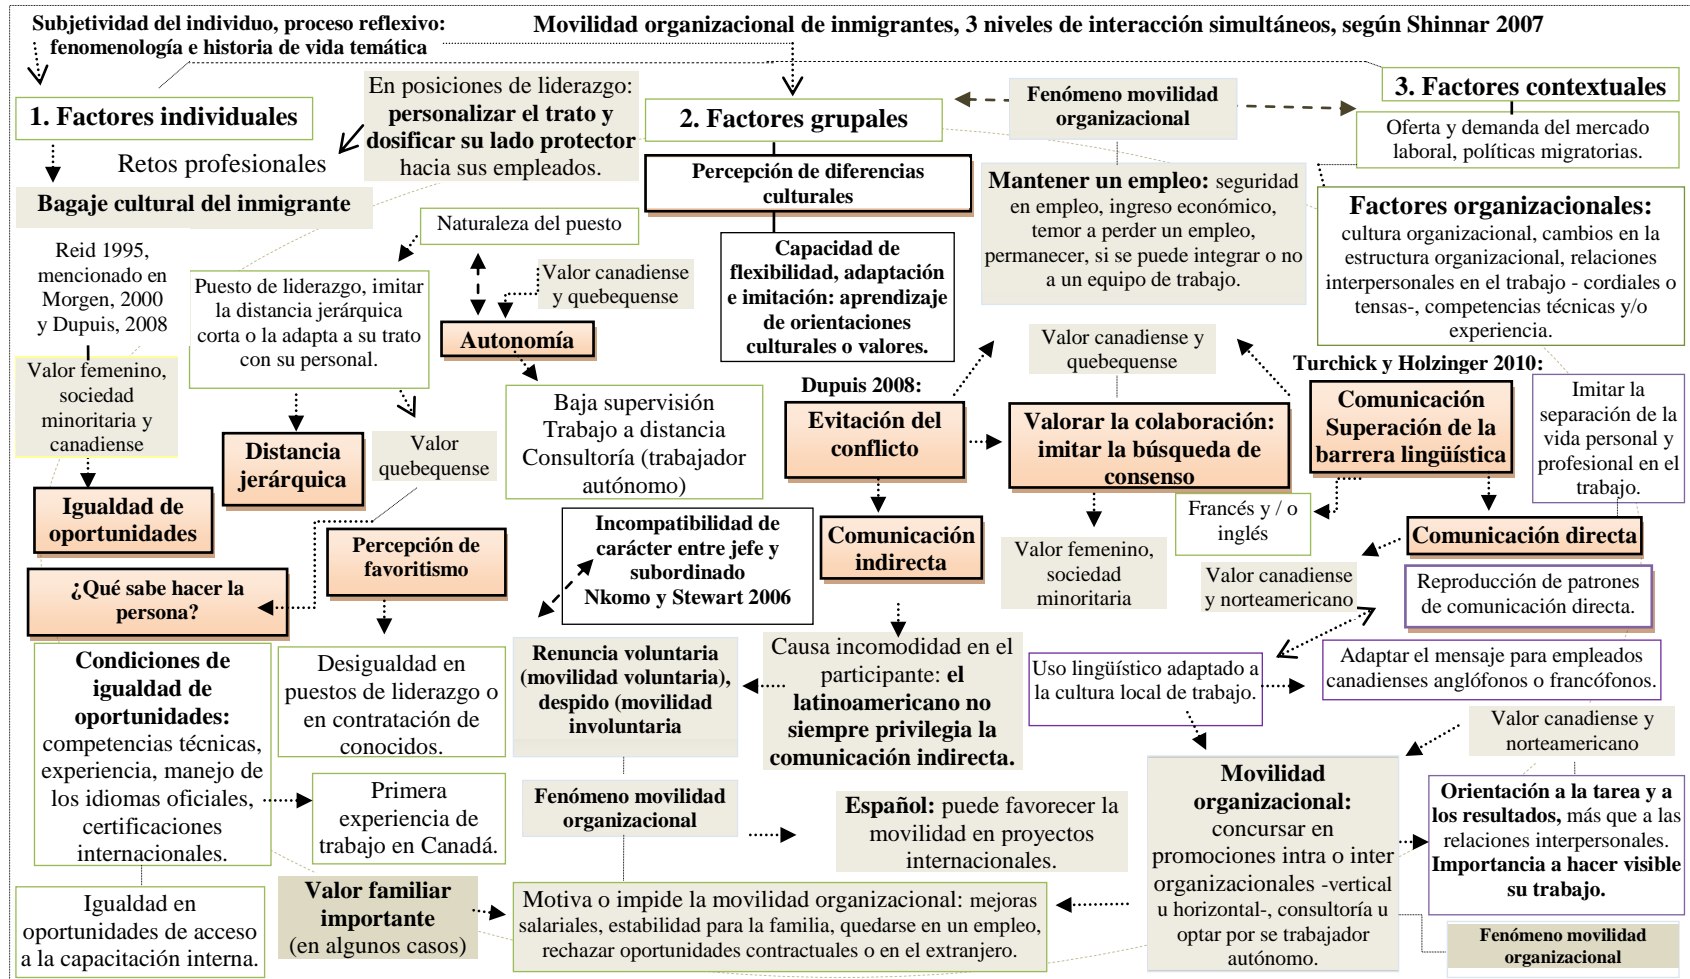 Subjetividad del individuo, proceso reflexivo:
fenomenología e historia de vida temática
Movilidad organizacional de inmigrantes, 3 niveles de interacción simultáneos, según Shinnar 2007
1. Factores individuales
Retos profesionales
Bagaje cultural del inmigrante
En posiciones de liderazgo:
personalizar el trato y
dosificar su lado protector
hacia sus empleados.
2. Factores grupales
Percepción de diferencias
culturales
Capacidad de
flexibilidad, adaptación
e imitación: aprendizaje
de orientaciones
culturales o valores.
Fenómeno movilidad
organizacional
Mantener un empleo: seguridad
en empleo, ingreso económico,
temor a perder un empleo,
permanecer, si se puede integrar o no
a un equipo de trabajo.
3. Factores contextuales
Oferta y demanda del mercado
laboral, políticas migratorias.
Factores organizacionales:
cultura organizacional, cambios en la
estructura organizacional, relaciones
interpersonales en el trabajo - cordiales o
tensas-, competencias técnicas y/o
experiencia.
Reid 1995,
mencionado en
Morgen, 2000
y Dupuis, 2008
Valor femenino,
sociedad
minoritaria y
canadiense
Igualdad de
oportunidades
Naturaleza del puesto
Puesto de liderazgo, imitar
la distancia jerárquica
corta o la adapta a su trato
con su personal.
Distancia
jerárquica
Valor canadiense
y quebequense
Autonomía
Baja supervisión
Trabajo a distancia
Consultoría (trabajador
autónomo)
Valor
quebequense
Percepción de
favoritismo
¿Qué sabe hacer la
persona?
Dupuis 2008:
Evitación del
conflicto
Valor canadiense y
quebequense
Valorar la colaboración:
imitar la búsqueda de
consenso
Turchick y Holzinger 2010:
Comunicación
Superación de la
barrera lingüística
Imitar la
separación de la
vida personal y
profesional en el
trabajo.
Francés y / o
inglés
Comunicación directa
Incompatibilidad de
carácter entre jefe y
subordinado
Nkomo y Stewart 2006
Comunicación
indirecta
Valor femenino,
sociedad
minoritaria
Valor canadiense
y norteamericano
Reproducción de patrones
de comunicación directa.
Condiciones de
igualdad de
oportunidades:
competencias técnicas,
experiencia, manejo de
los idiomas oficiales,
certificaciones
internacionales.
Desigualdad en
puestos de liderazgo o
en contratación de
conocidos.
Renuncia voluntaria
(movilidad voluntaria),
despido (movilidad
involuntaria
Causa incomodidad en el
participante: el
latinoamericano no
siempre privilegia la
comunicación indirecta.
Uso lingüístico adaptado a
la cultura local de trabajo.
Adaptar el mensaje para empleados
canadienses anglófonos o francófonos.
Valor canadiense y
norteamericano
Primera
experiencia de
trabajo en Canadá.
Fenómeno movilidad
organizacional
Español: puede favorecer la
movilidad en proyectos
internacionales.
Movilidad
organizacional:
concursar en
promociones intra o inter
organizacionales -vertical
u horizontal-, consultoría u
optar por se trabajador
autónomo.
Orientación a la tarea y a
los resultados, más que a las
relaciones interpersonales.
Importancia a hacer visible
su trabajo.
Igualdad en
oportunidades de acceso
a la capacitación interna.
Valor familiar
importante
(en algunos casos)
Motiva o impide la movilidad organizacional: mejoras
salariales, estabilidad para la familia, quedarse en un empleo,
rechazar oportunidades contractuales o en el extranjero.
Fenómeno movilidad
organizacional